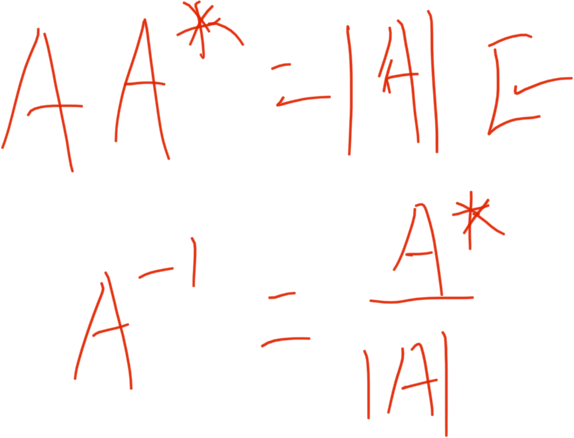 AA* = |A|E
A⁻¹ = A*/|A|